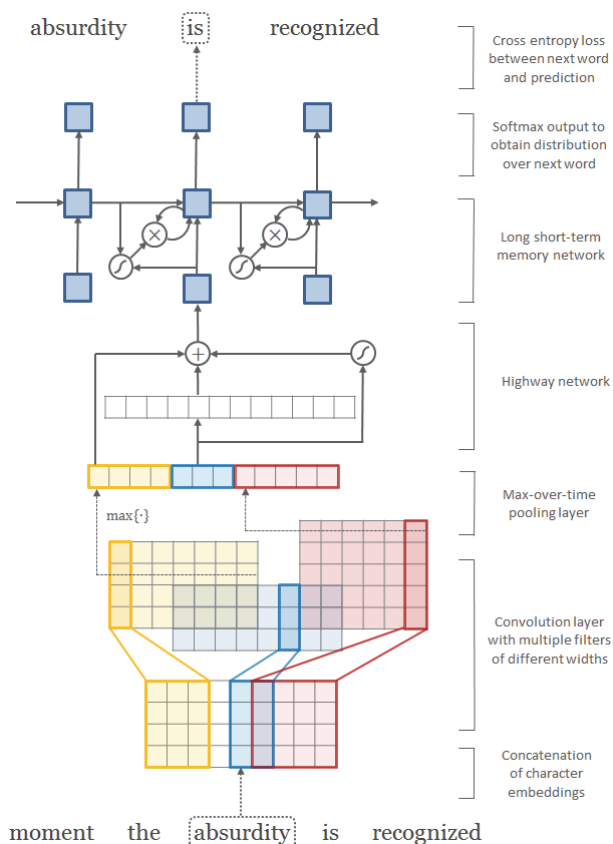 absurdity is recognized
Cross entropy loss
between next word
and prediction
Softmax output to
obtain distribution
over next word
Long short-term
memory network
+
Highway network
max{·}
Max-over-time
pooling layer
Convolution layer
with multiple filters
of different widths
Concatenation
of character
embeddings
moment the absurdity is recognized